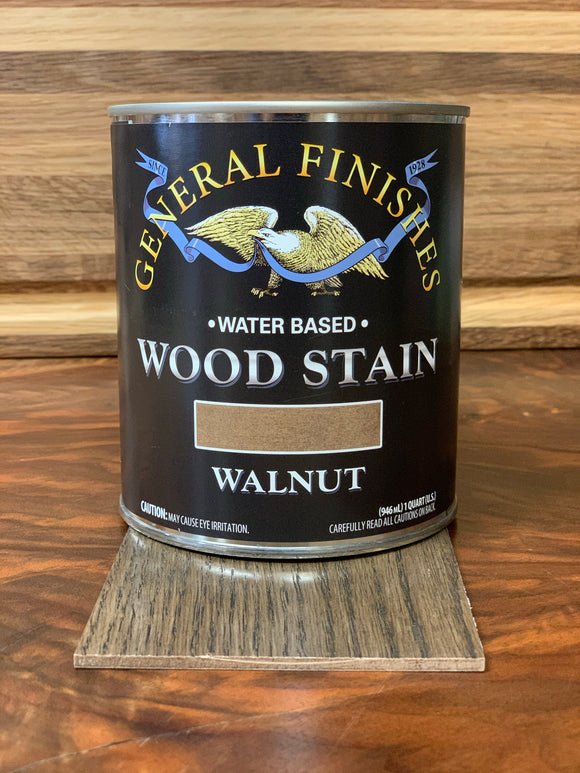 SINCE 1928
GENERAL FINISHES
• WATER BASED •
WOOD STAIN
WALNUT
CAUTION: MAY CAUSE EYE IRRITATION.
(946 mL) 1 QUART (U.S.)
CAREFULLY READ ALL CAUTIONS ON BACK.